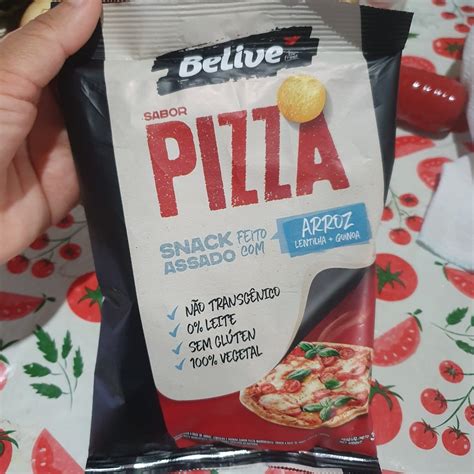 Belive
SABOR
PIZZA
SNACK
ASSADO
FEITO
COM
ARROZ
LENTILHA + QUINOA
NÃO TRANSGÊNICO
0% LEITE
SEM GLÚTEN
100% VEGETAL